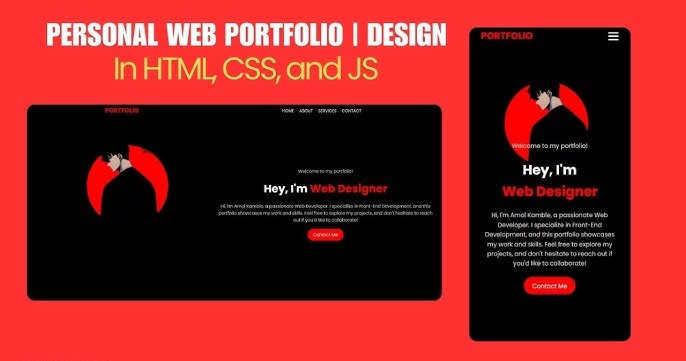 PERSONAL WEB PORTFOLIO | DESIGN
In HTML, CSS, and JS
PORTFOLIO
HOME ABOUT SERVICES CONTACT
Welcome to my portfolio!
Hey, I'm Web Designer
Hi, I'm Amol Kamble, a passionate Web Developer. I specialize in Front-End Development, and this
portfolio showcases my work and skills. Feel free to explore my projects, and don't hesitate to reach
out if you'd like to collaborate!
Contact Me
PORTFOLIO
Welcome to my portfolio!
Hey, I'm
Web Designer
Hi, I'm Amol Kamble, a passionate Web
Developer. I specialize in Front-End
Development, and this portfolio showcases
my work and skills. Feel free to explore my
projects, and don't hesitate to reach out if
you'd like to collaborate!
Contact Me